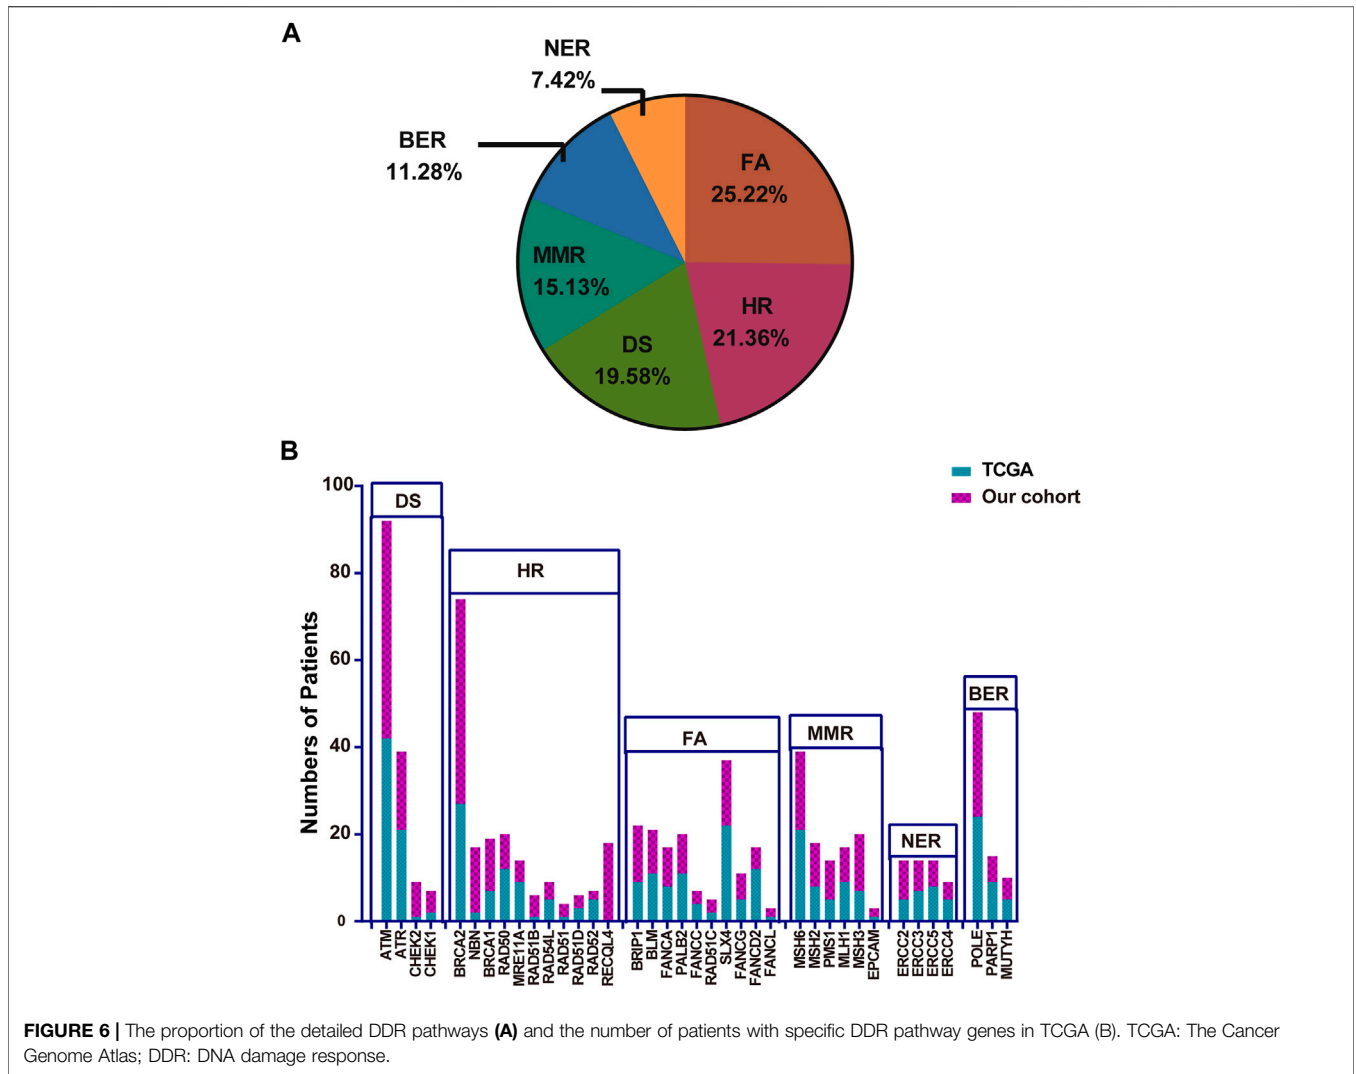 A
NER
7.42%
BER
11.28%
FA
25.22%
MMR
15.13%
HR
21.36%
DS
19.58%
B
TCGA
Our cohort
Numbers of Patients
100
80
60
40
20
0
DS
HR
FA
MMR
NER
BER
ATM
ATR
CHEK2
CHEK1
BRCA2
NBN
BRCA1
RAD50
MRE11A
RAD51B
RAD54L
RAD51
RAD51D
RAD52
RECQL4
BRIP1
BLM
FANCA
PALB2
FANCC
RAD51C
SLX4
FANCG
FANCD2
FANCL
MSH6
MSH2
PMS1
MLH1
MSH3
EPCAM
ERCC2
ERCC3
ERCC5
ERCC4
POLE
PARP1
MUTYH
FIGURE 6 | The proportion of the detailed DDR pathways (A) and the number of patients with specific DDR pathway genes in TCGA (B). TCGA: The Cancer
Genome Atlas; DDR: DNA damage response.